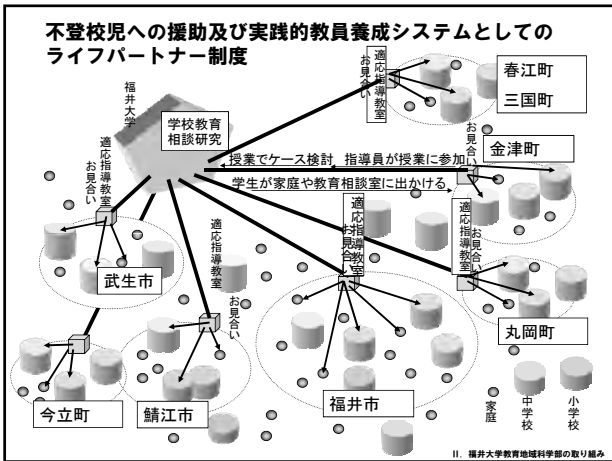 不登校児への援助及び実践的教員養成システムとしての
ライフパートナー制度
福井大学
学校教育
相談研究
適応指導教室
お見合い
春江町
三国町
金津町
お見合い
授業でケース検討　指導員が授業に参加
学生が家庭や教育相談室に出かける
適応指導教室
お見合い
武生市
適応指導教室
お見合い
適応指導教室
お見合い
適応指導教室
お見合い
丸岡町
今立町
鯖江市
福井市
家庭
中学校
小学校
II．福井大学教育地域科学部の取り組み